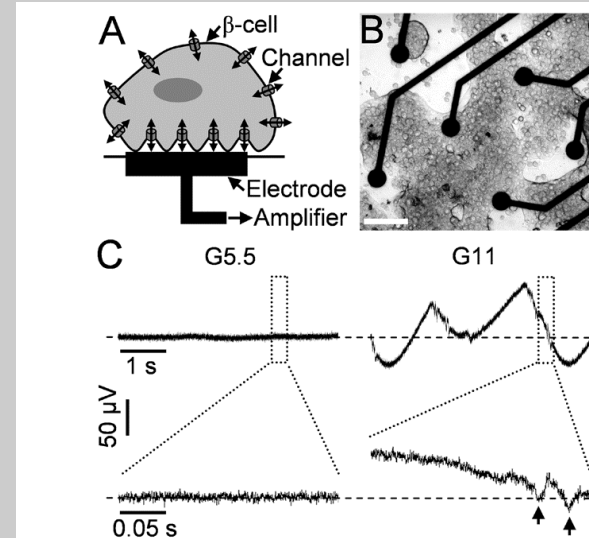 A
β-cell
Channel
Electrode
Amplifier
B
C
G5.5
G11
1 s
50 µV
0.05 s